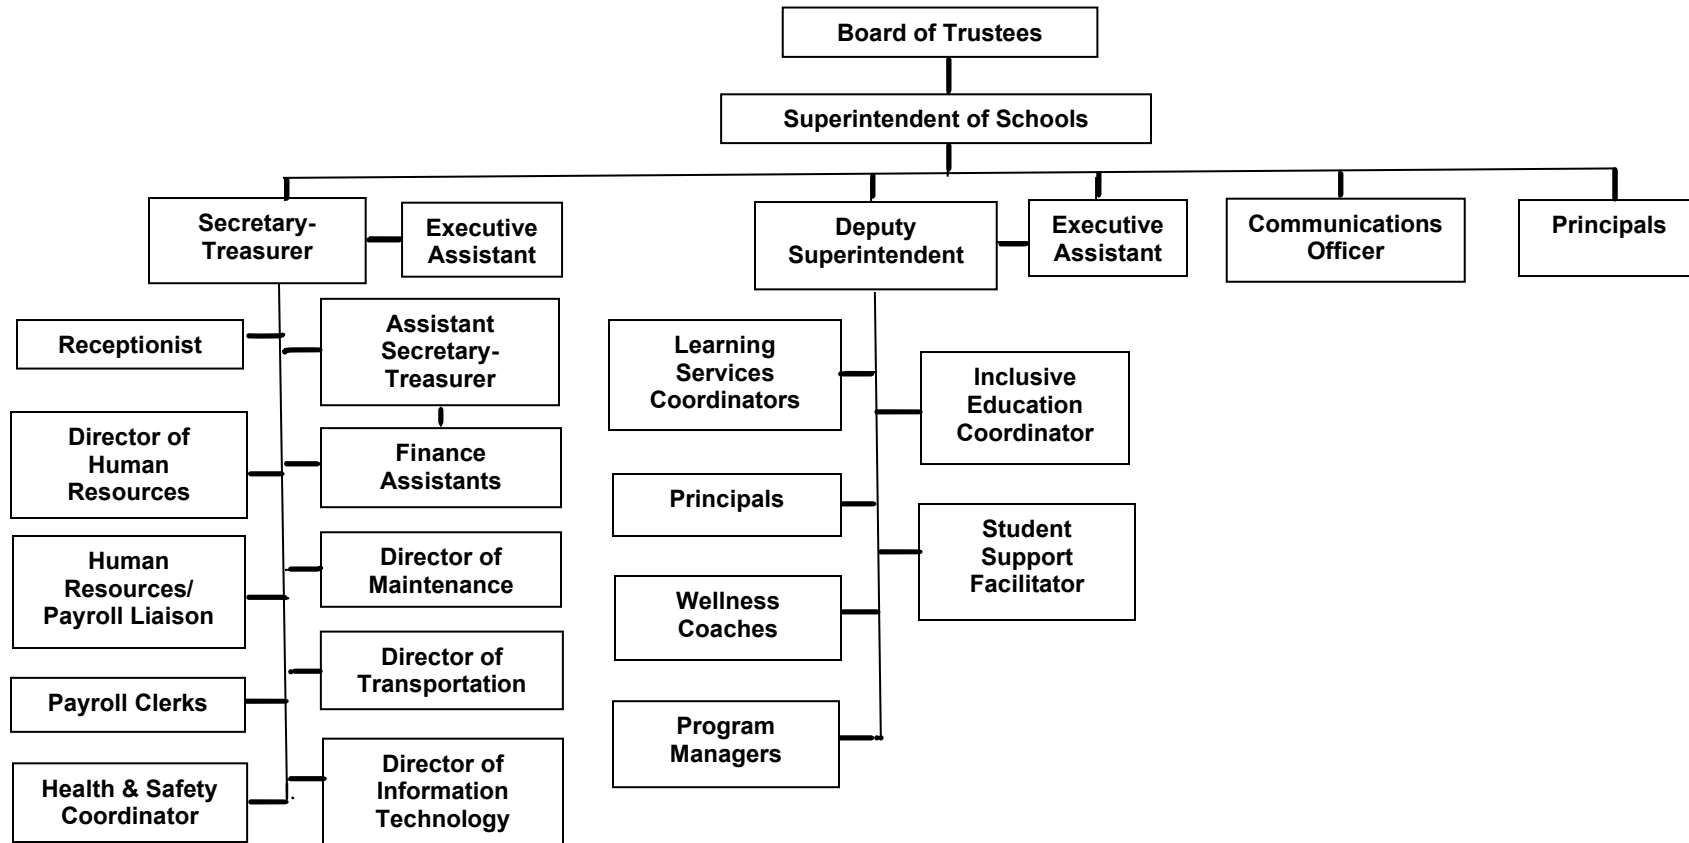 Board of Trustees
Superintendent of Schools
Secretary-
Treasurer
Executive
Assistant
Deputy
Superintendent
Executive
Assistant
Communications
Officer
Principals
Receptionist
Assistant
Secretary-
Treasurer
Director of
Human
Resources
Finance
Assistants
Human
Resources/
Payroll Liaison
Director of
Maintenance
Payroll Clerks
Director of
Transportation
Health & Safety
Coordinator
Director of
Information
Technology
Learning
Services
Coordinators
Inclusive
Education
Coordinator
Principals
Student
Support
Facilitator
Wellness
Coaches
Program
Managers